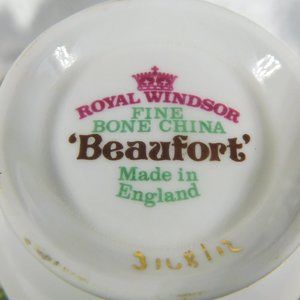 ROYAL WINDSOR
FINE
BONE CHINA
'Beaufort'
Made in
England